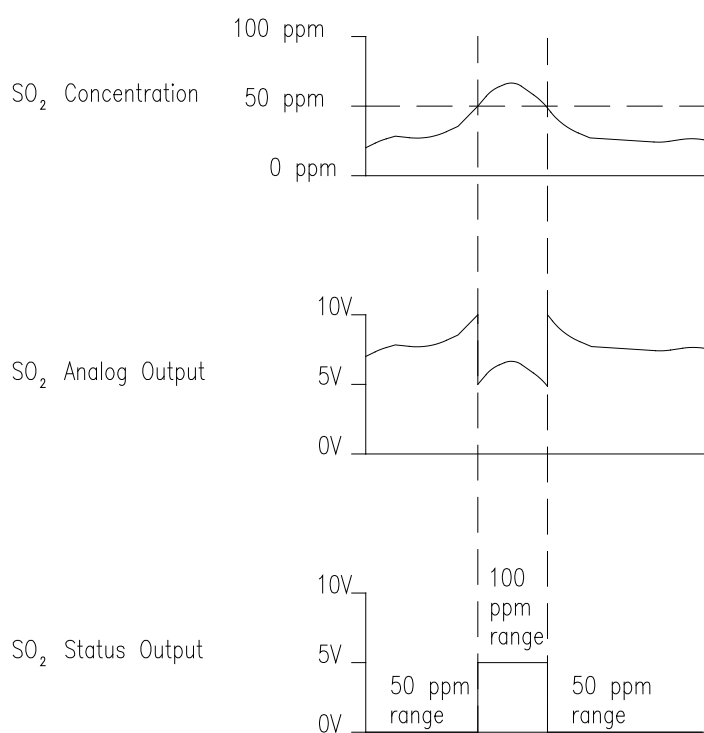 100 ppm
SO₂ Concentration
50 ppm
0 ppm
10V
SO₂ Analog Output
5V
0V
10V
100
ppm
range
SO₂ Status Output
5V
50 ppm
range
50 ppm
range
0V